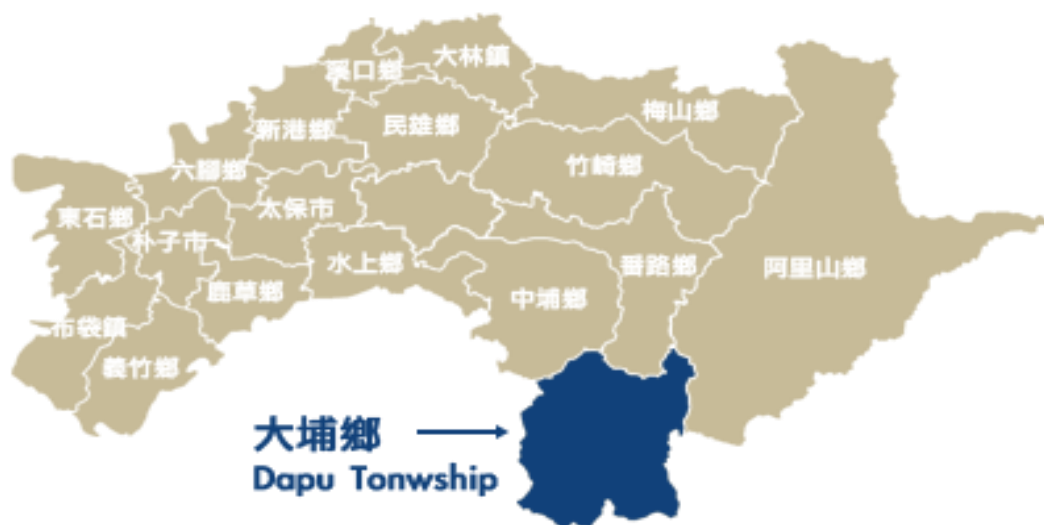 大林鎮
溪口鄉
梅山鄉
民雄鄉
新港鄉
竹崎鄉
六腳鄉
太保市
東石鄉
朴子市
水上鄉
番路鄉
阿里山鄉
鹿草鄉
中埔鄉
布袋鎮
義竹鄉
大埔鄉
Dapu Tonwship